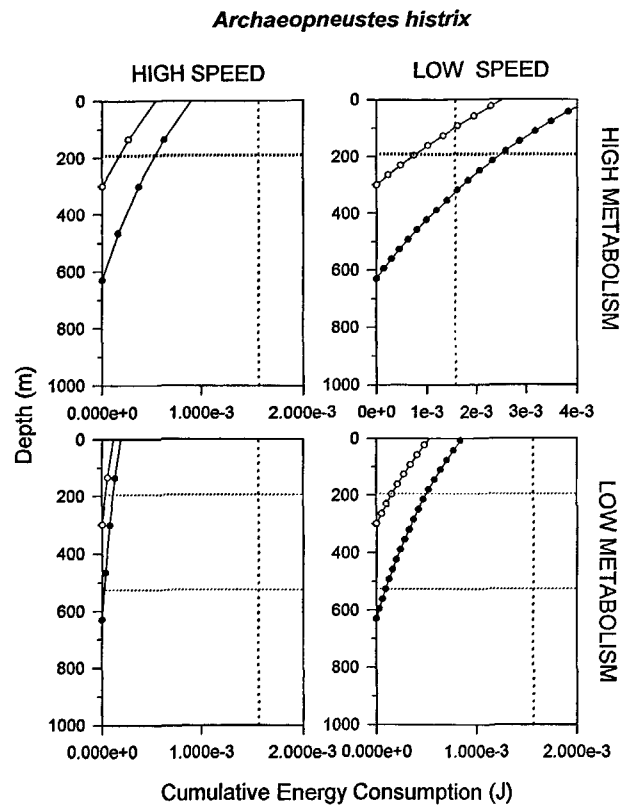 Archaeopneustes histrix
HIGH SPEED
LOW SPEED
0
200
400
600
800
1000
0.000e+0 1.000e-3 2.000e-3
0
200
400
600
800
1000
0e+0 1e-3 2e-3 3e-3 4e-3
HIGH METABOLISM
Depth (m)
0
200
400
600
800
1000
0.000e+0 1.000e-3 2.000e-3
0
200
400
600
800
1000
0.000e+0 1.000e-3 2.000e-3
LOW METABOLISM
Cumulative Energy Consumption (J)